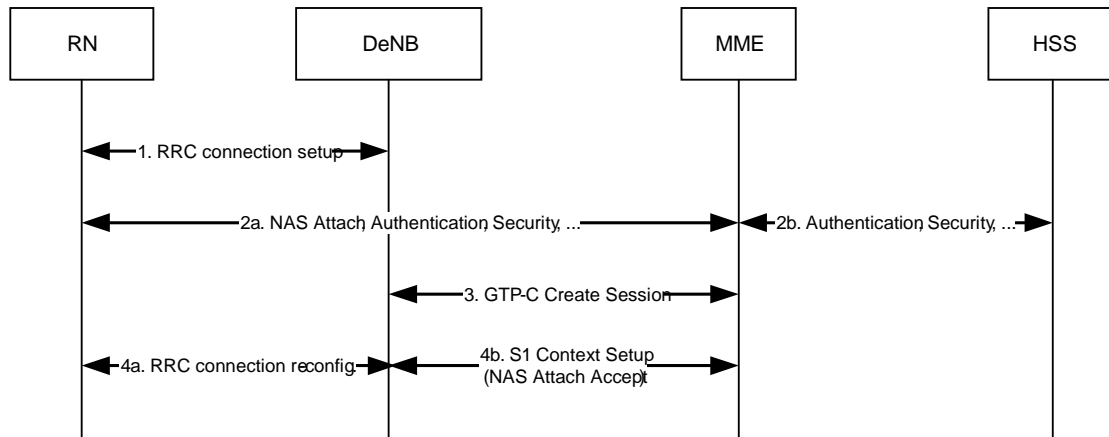 RN
DeNB
MME
HSS
1. RRC connection setup
2a. NAS Attach, Authentication, Security, ...
2b. Authentication, Security, ...
3. GTP-C Create Session
4a. RRC connection reconfig.
4b. S1 Context Setup
(NAS Attach Accept)